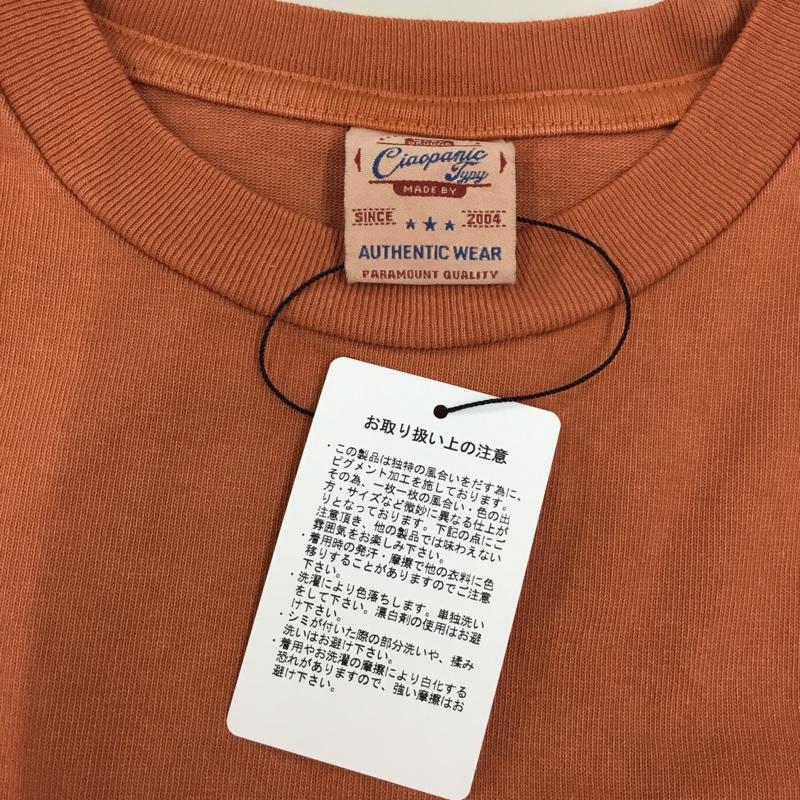 Ciaopanic
Typy
MADE BY
SINCE 2004
AUTHENTIC WEAR
PARAMOUNT QUALITY
お取り扱い上の注意
・この製品は独特の風合いをだす為に、
ピグメント加工を施しております。
その為、一枚一枚の風合い・色の出
方・サイズなど微妙に異なる仕上が
りとなっております。下記の点にご
注意頂き、他の製品では味わえない
雰囲気をお楽しみ下さい。
・着用時の発汗・摩擦で他の衣料に色
移りすることがありますのでご注意
下さい。
・洗濯により色落ちします。単独洗い
をして下さい。漂白剤の使用はお避
け下さい。
・シミが付いた際の部分洗いや、揉み
洗いはお避け下さい。
・着用やお洗濯の摩擦により白化する
恐れがありますので、強い摩擦はお
避け下さい。